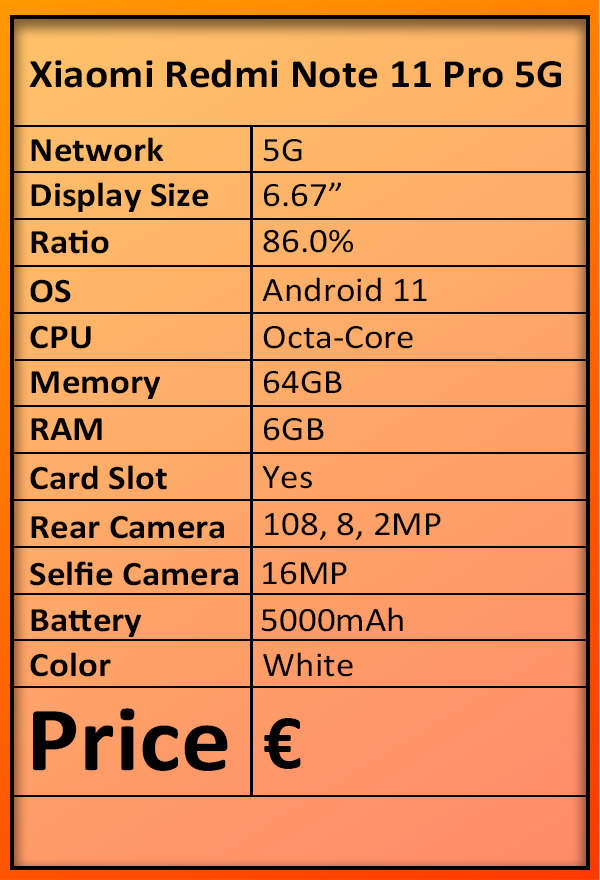 Xiaomi Redmi Note 11 Pro 5G
Network 5G
Display Size 6.67”
Ratio 86.0%
OS Android 11
CPU Octa-Core
Memory 64GB
RAM 6GB
Card Slot Yes
Rear Camera 108, 8, 2MP
Selfie Camera 16MP
Battery 5000mAh
Color White
Price €